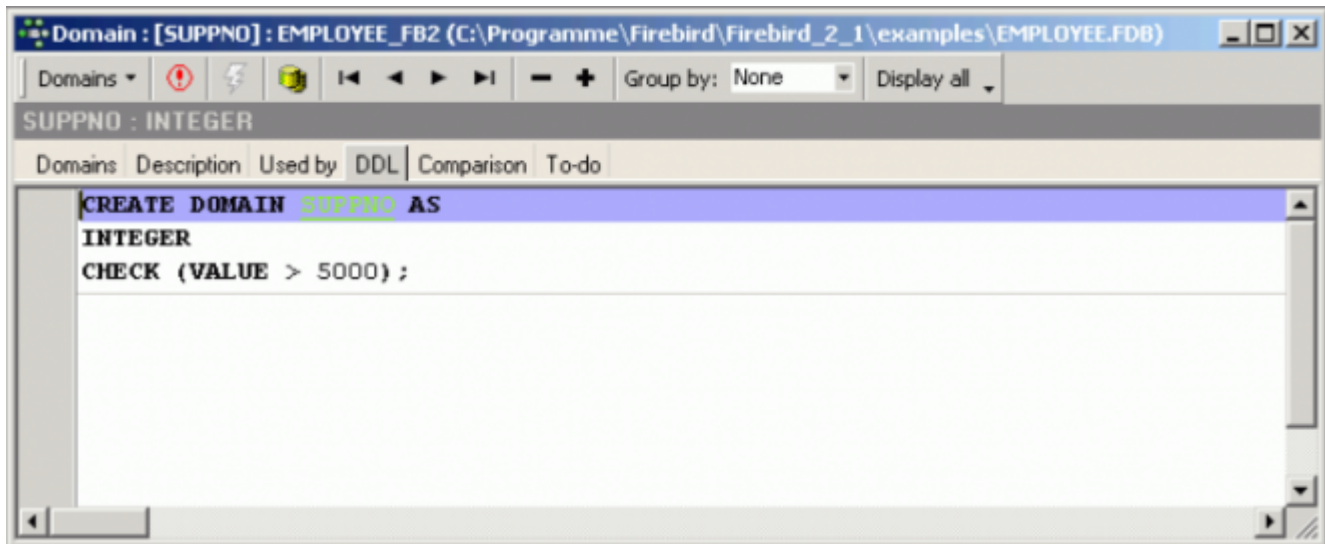 Domain : [SUPPNO] : EMPLOYEE_FB2 (C:\Programme\Firebird\Firebird_2_1\examples\EMPLOYEE.FDB)
Domains Group by: None Display all
SUPPNO : INTEGER
Domains Description Used by DDL Comparison To-do
CREATE DOMAIN SUPPNO AS
INTEGER
CHECK (VALUE > 5000);